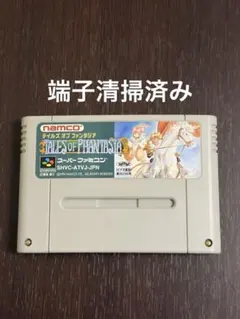 端子清掃済み
namco
テイルズ オブ ファンタジア
TALES OF PHANTASIA
スーパーファミコン
SHVC-ATVJ-JPN